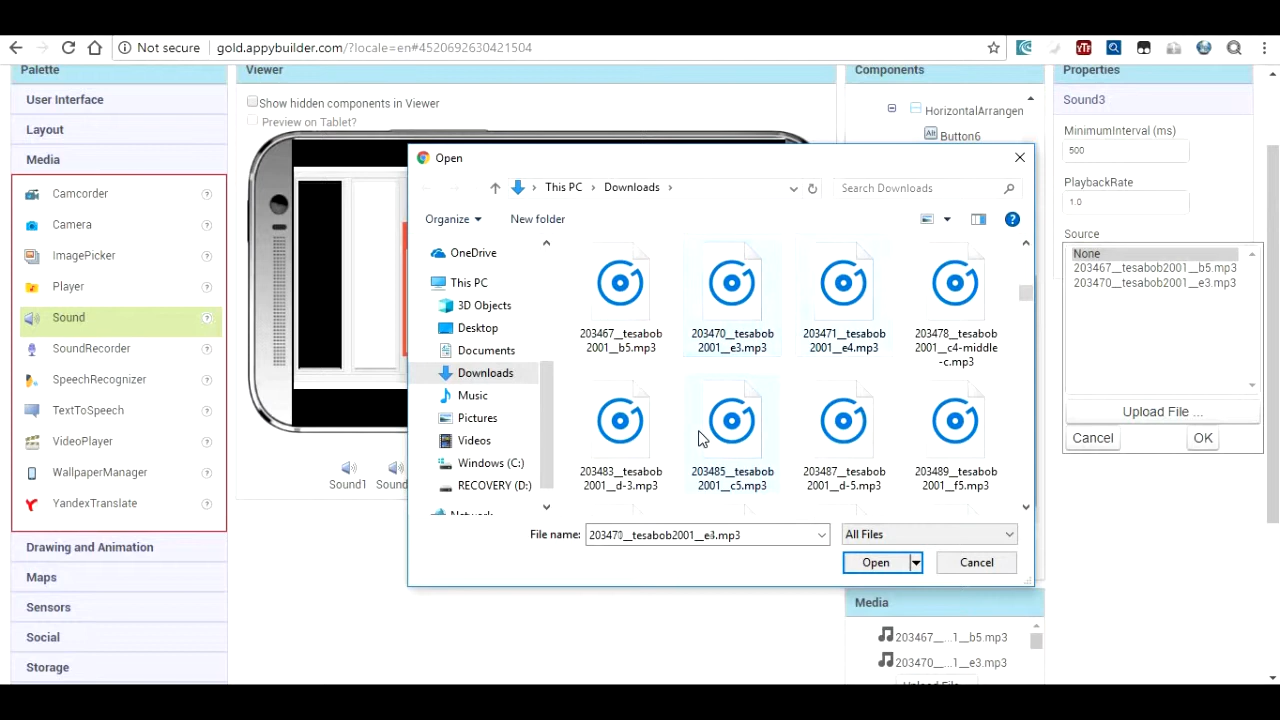 Not secure
gold.appybuilder.com/?locale=en#4520692630421504
Palette
Viewer
Components
Properties
User Interface
Layout
Media
Camcorder
Camera
ImagePicker
Player
Sound
SoundRecorder
SpeechRecognizer
TextToSpeech
VideoPlayer
WallpaperManager
YandexTranslate
Drawing and Animation
Maps
Sensors
Social
Storage
Show hidden components in Viewer
Preview on Tablet?
Sound1
Sound
Open
This PC
Downloads
Search Downloads
Organize
New folder
OneDrive
This PC
3D Objects
Desktop
Documents
Downloads
Music
Pictures
Videos
Windows (C:)
RECOVERY (D:)
203467__tesabob
2001__b5.mp3
203470__tesabob
2001__e3.mp3
203471__tesabob
2001__e4.mp3
203478__tesabob
2001__c4-middle
-c.mp3
203483__tesabob
2001__d-3.mp3
203485__tesabob
2001__c5.mp3
203487__tesabob
2001__d-5.mp3
203489__tesabob
2001__f5.mp3
File name:
All Files
Open
Cancel
HorizontalArrangen
Button6
Media
203467__...1__b5.mp3
203470__...1__e3.mp3
Sound3
MinimumInterval (ms)
500
PlaybackRate
1.0
Source
None
203467__tesabob2001__b5.mp3
203470__tesabob2001__e3.mp3
Upload File ...
Cancel
OK